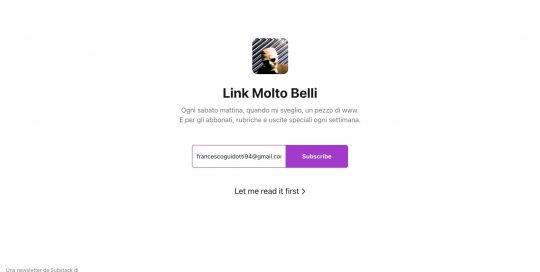 Link Molto Belli
Ogni sabato mattina, quando mi sveglio, un pezzo di www.
E per gli abbonati, rubriche e uscite speciali ogni settimana.
francescoguidotti94@gmail.com
Subscribe
Let me read it first >
Una newsletter da Substack di